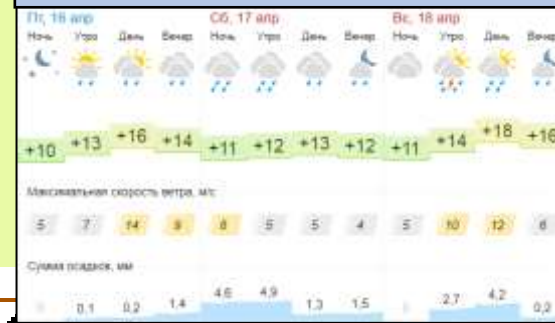 Пт, 16 апр Сб, 17 апр Вс, 18 апр
Ночь Утро День Вечер Ночь Утро День Вечер Ночь Утро День Вечер
+10 +13 +16 +14 +11 +12 +13 +12 +11 +14 +18 +16
Максимальная скорость ветра, м/с
5 7 14 9 8 5 5 4 5 10 12 6
Сумма осадков, мм
0,1 0,2 1,4 4,6 4,9 1,3 1,5 2,7 4,2 0,2